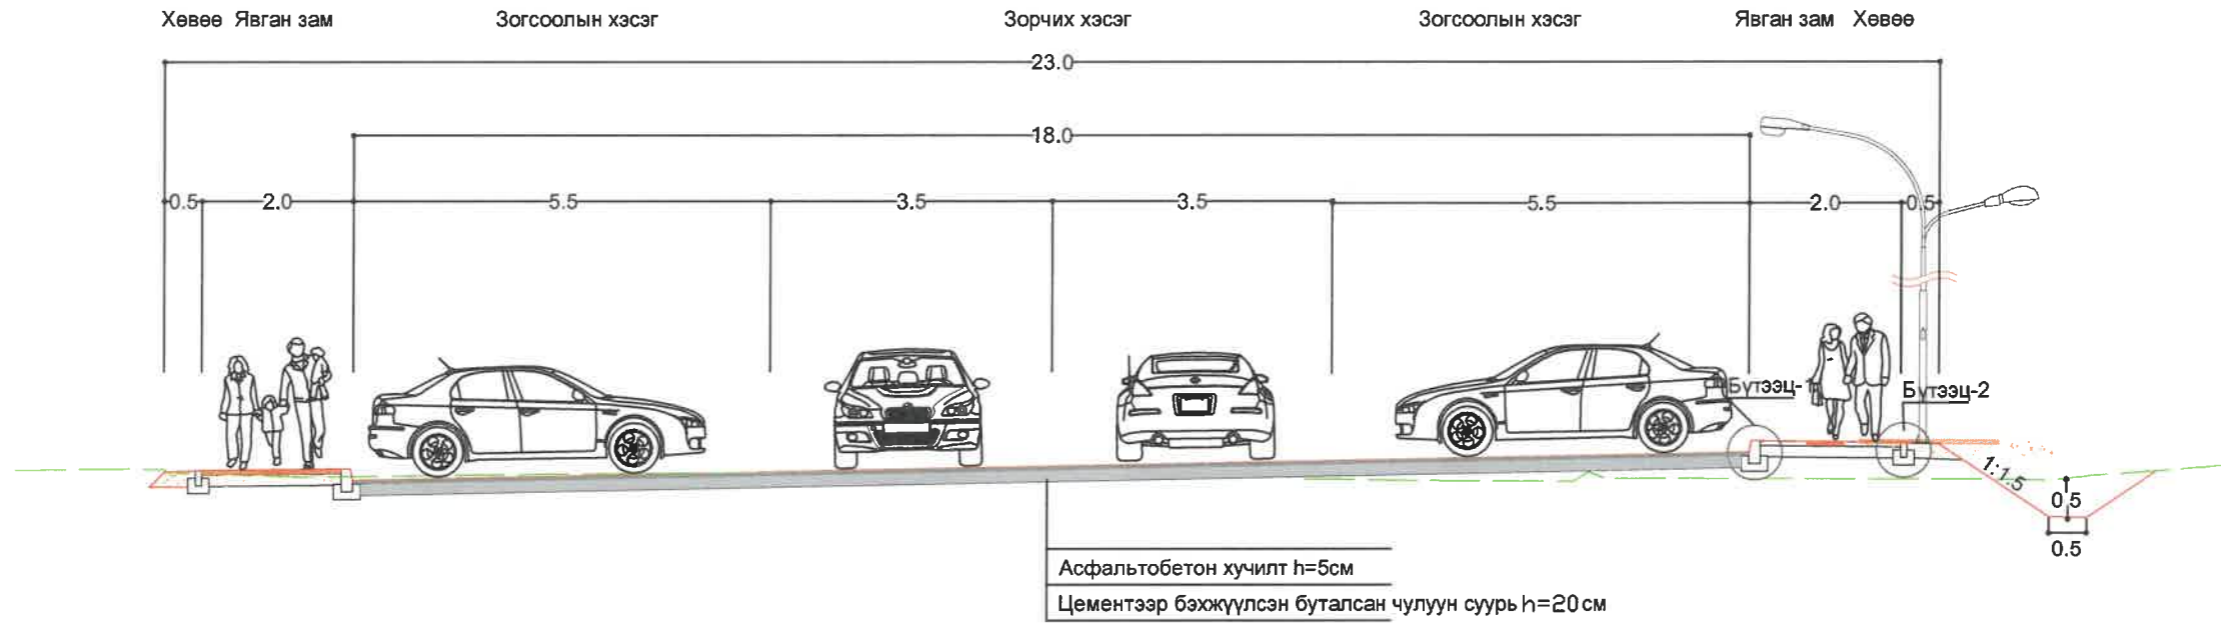 Хөвөө Явган зам Зогсоолын хэсэг Зорчих хэсэг Зогсоолын хэсэг Явган зам Хөвөө
23.0
18.0
0.5 2.0 5.5 3.5 3.5 5.5 2.0 0.5
Бүтээц-1
Бүтээц-2
1:1.5
0.5
0.5
Асфальтобетон хучилт h=5см
Цементээр бэхжүүлсэн буталсан чулуун суурь h=20см